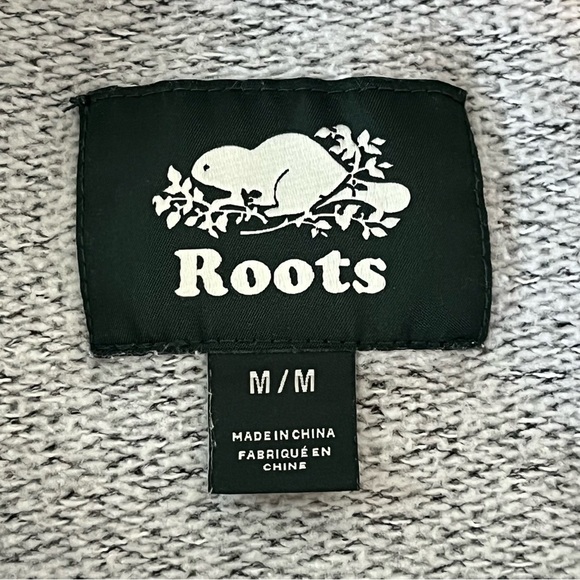 Roots
M/M
MADE IN CHINA
FABRIQUÉ EN
CHINE